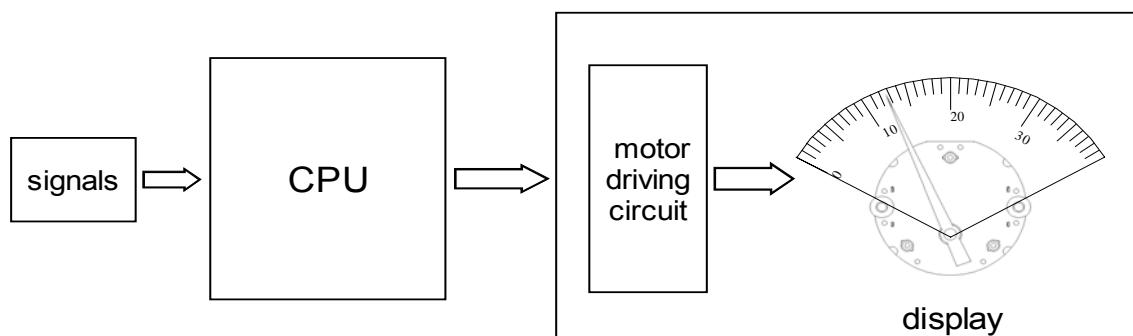 signals
CPU
motor
driving
circuit
0
10
20
30
display